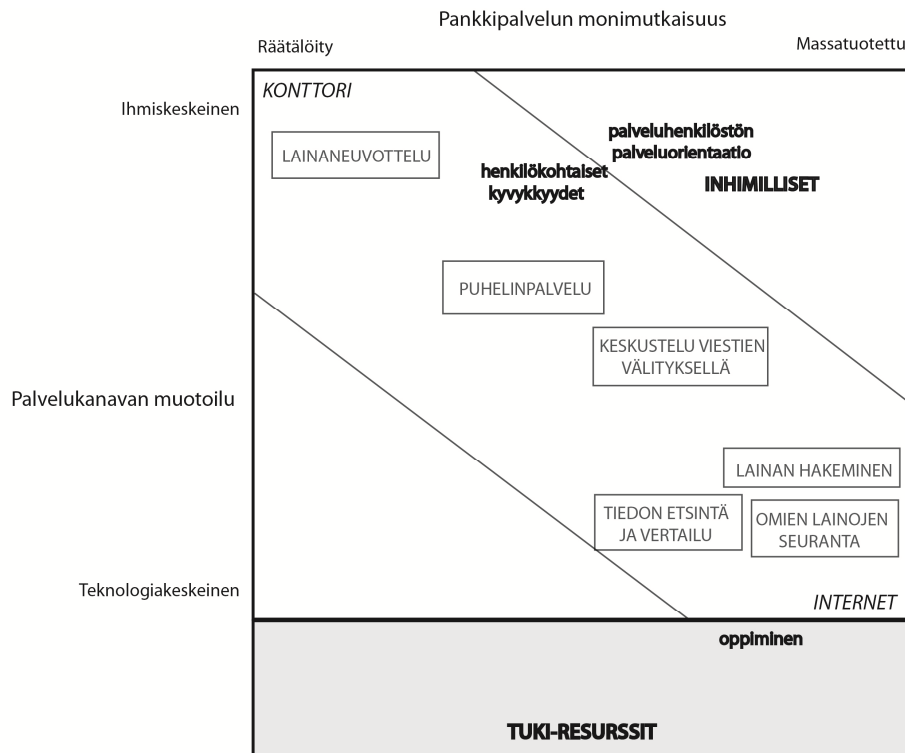 Pankkipalvelun monimutkaisuus
Räätälöity
Massatuotettu
Ihmiskeskeinen
KONTTORI
LAINANEUVOTTELU
palveluhenkilöstön
palveluorientaatio
henkilökohtaiset
kyvykkyydet
INHIMILLISET
PUHELINPALVELU
KESKUSTELU VIESTIEN
VÄLITYKSELLÄ
Palvelukanavan muotoilu
LAINAN HAKEMINEN
TIEDON ETSINTÄ
JA VERTAILU
OMIEN LAINOJEN
SEURANTA
Teknologiakeskeinen
INTERNET
oppiminen
TUKI-RESURSSIT